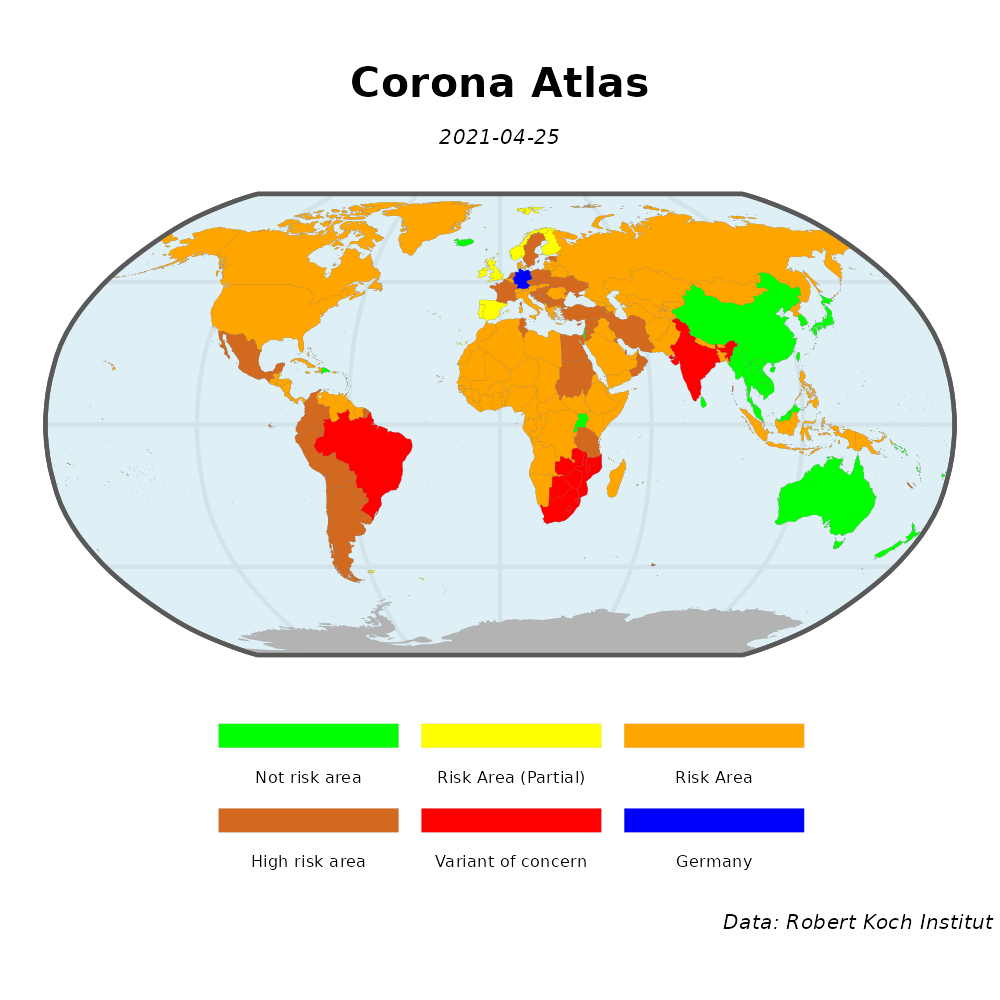 Corona Atlas
2021-04-25
Not risk area
Risk Area (Partial)
Risk Area
High risk area
Variant of concern
Germany
Data: Robert Koch Institut